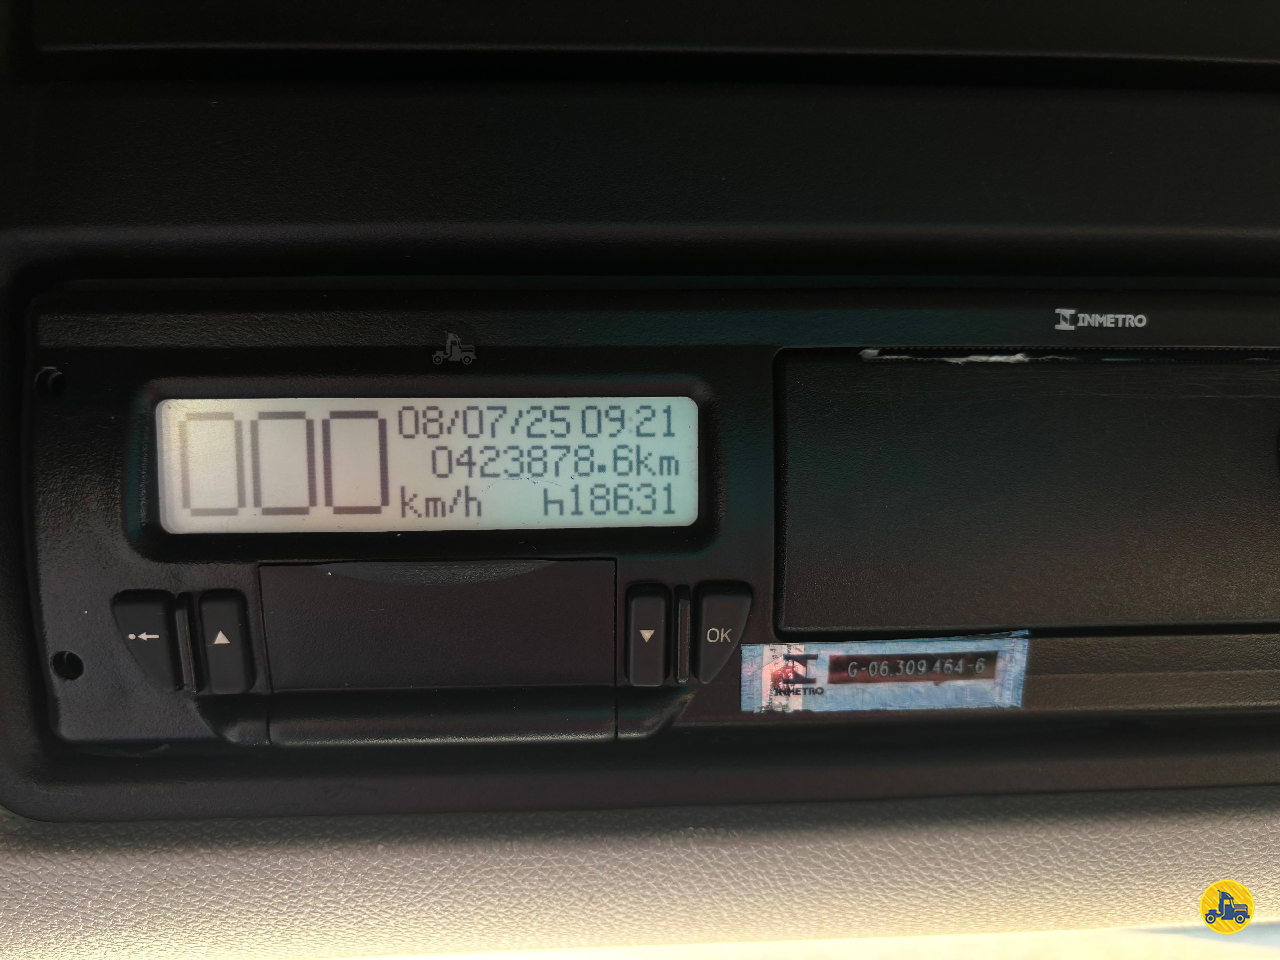 INMETRO
000 08/07/25 09:21
0423878.6km
km/h h18631
OK
INMETRO
G-06.309.464-6